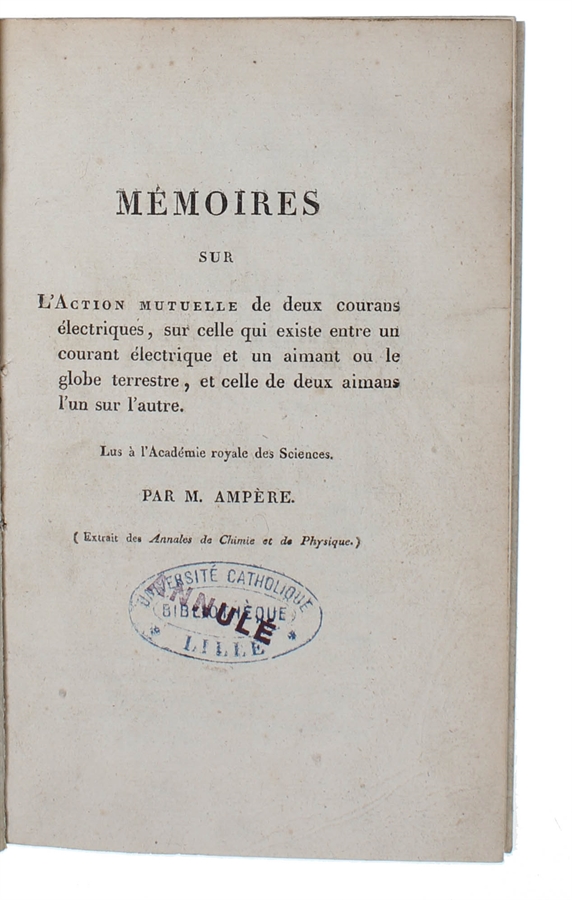 MÉMOIRES
SUR
L'ACTION MUTUELLE de deux courans
électriques, sur celle qui existe entre un
courant électrique et un aimant ou le
globe terrestre, et celle de deux aimans
l'un sur l'autre.
Lus à l'Académie royale des Sciences.
PAR M. AMPÈRE.
( Extrait des Annales de Chimie et de Physique. )
UNIVERSITÉ CATHOLIQUE
ANNULÉ
BIBLIOTHÈQUE
* LILLE *